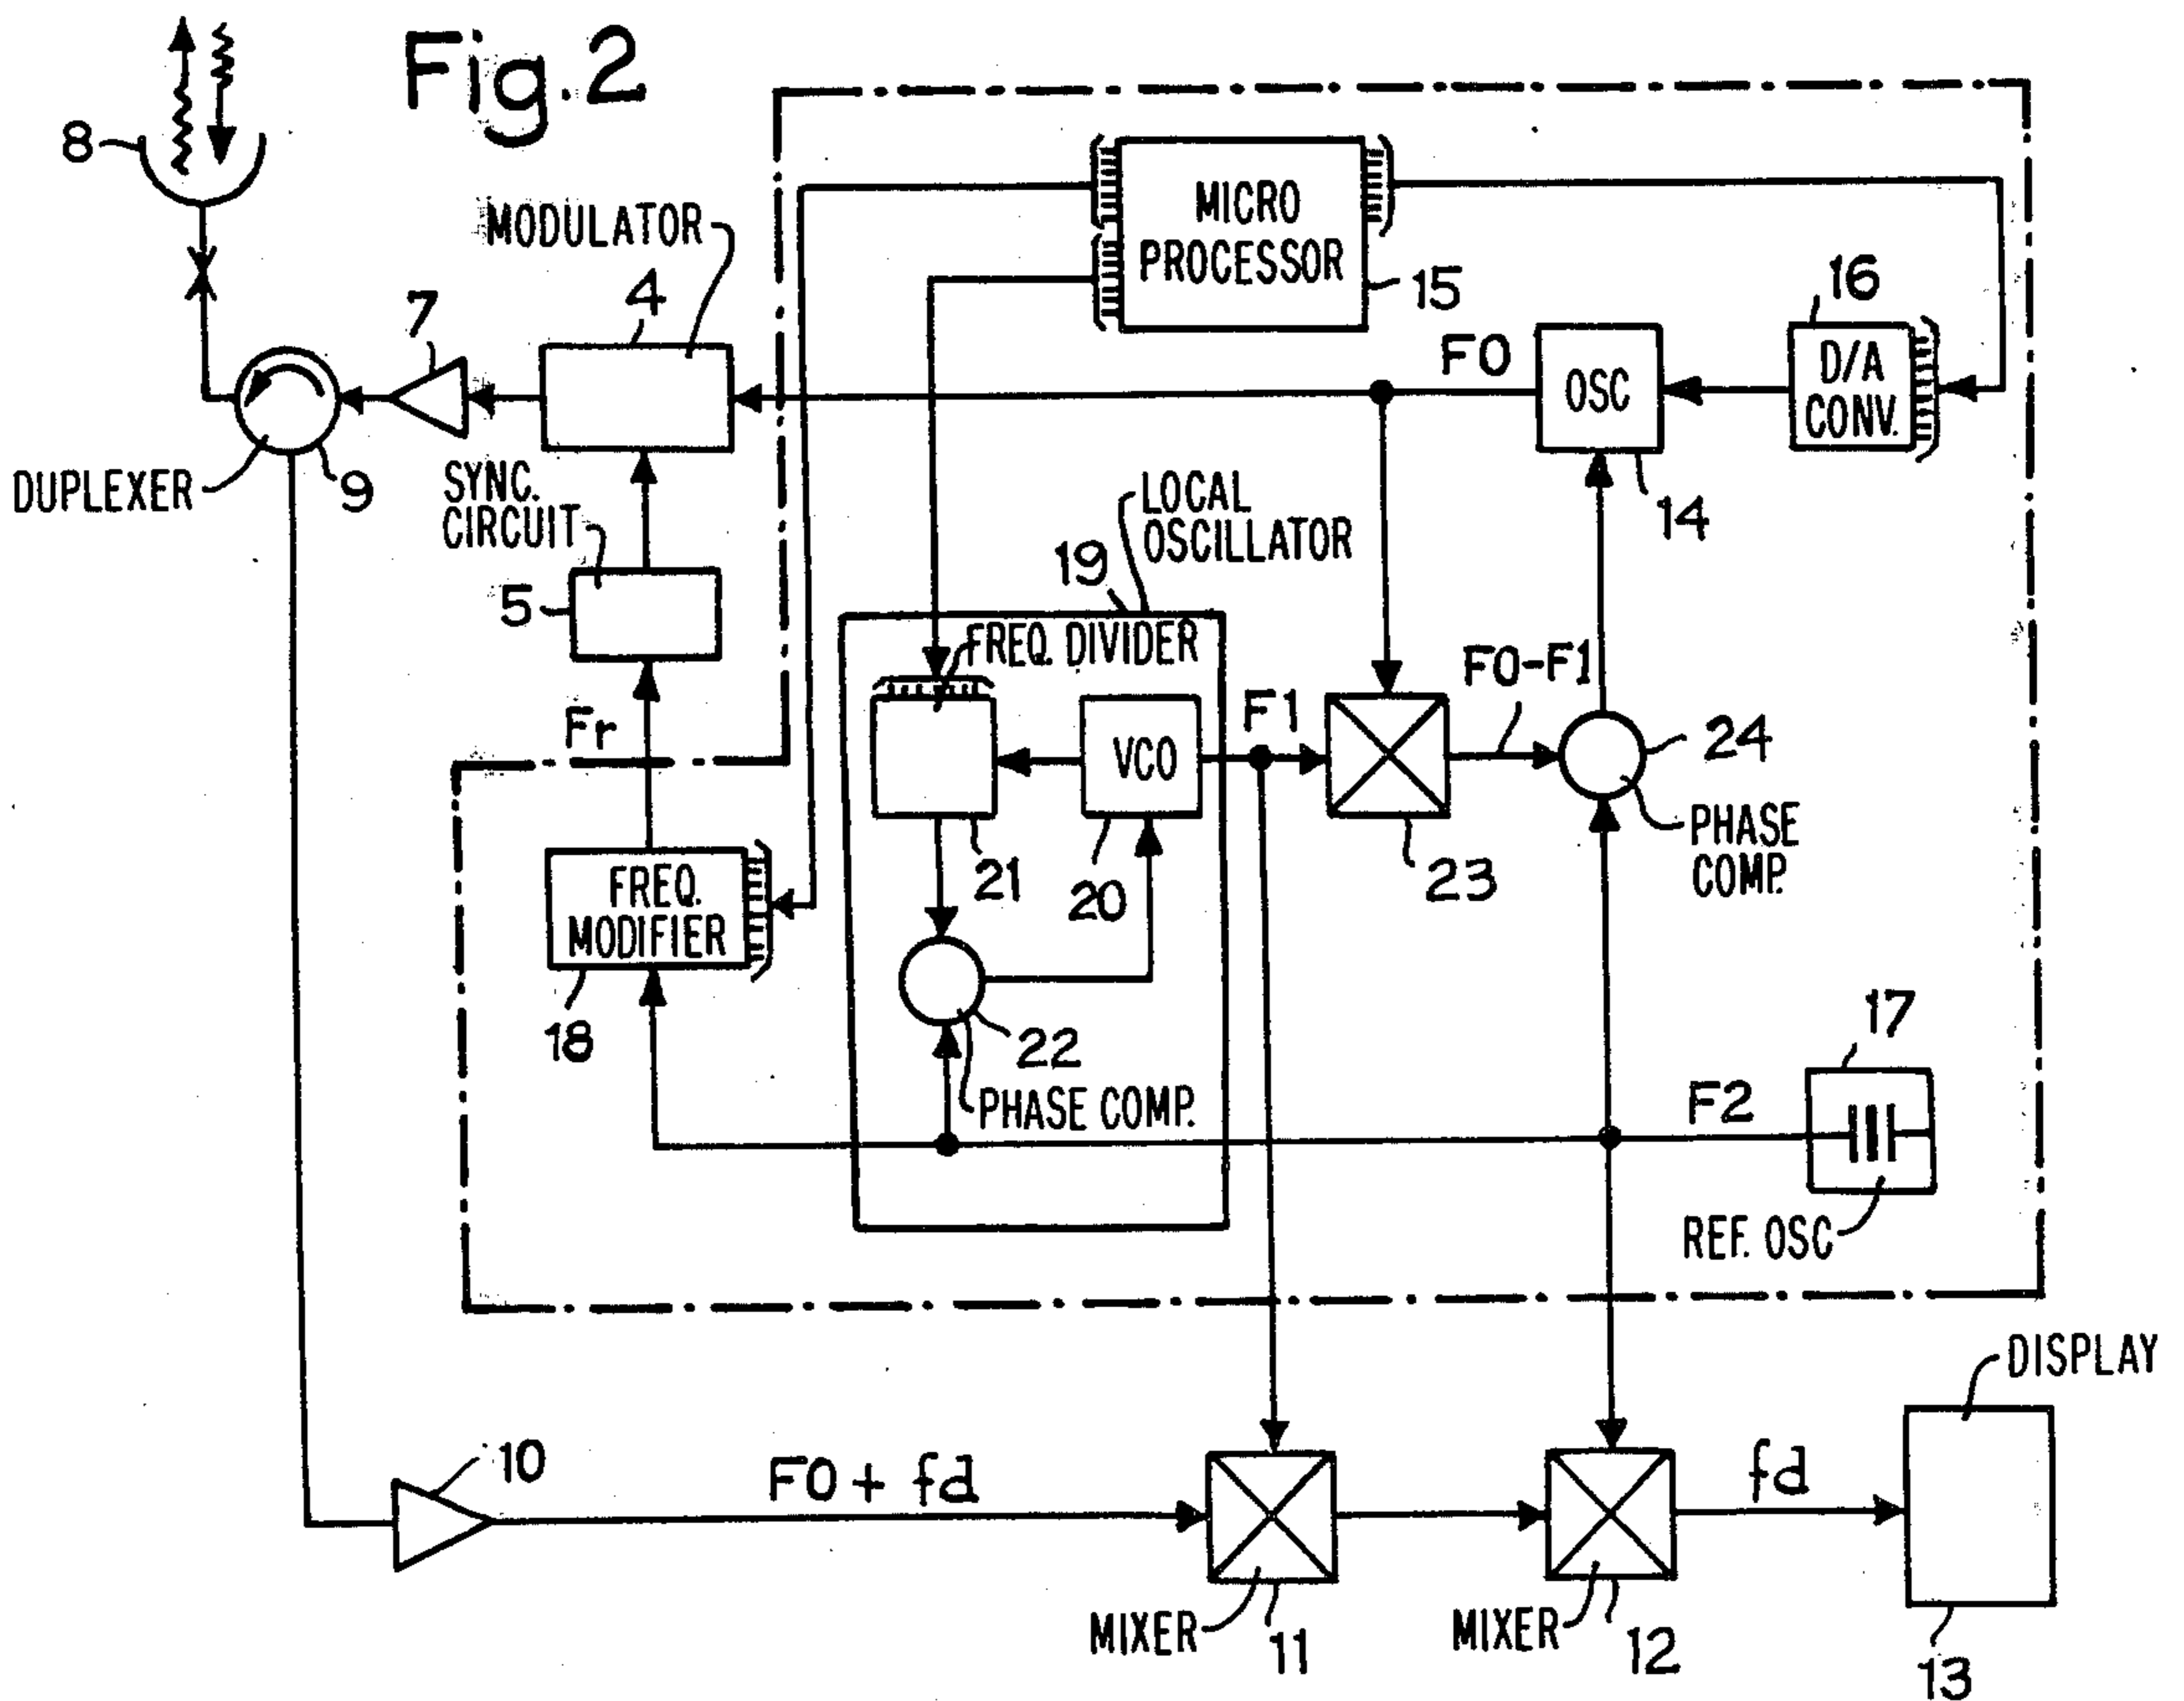 Fig.2
8
MODULATOR
MICRO
PROCESSOR
15
16
4
7
F0
OSC
D/A
CONV.
DUPLEXER
9
SYNC.
CIRCUIT
LOCAL
OSCILLATOR
14
19
5
FREQ. DIVIDER
F0-F1
Fr
F1
VCO
24
21
20
23
PHASE
COMP.
FREQ.
MODIFIER
18
22
17
PHASE COMP.
F2
REF. OSC
DISPLAY
10
F0 + fd
fd
MIXER
11
MIXER
12
13